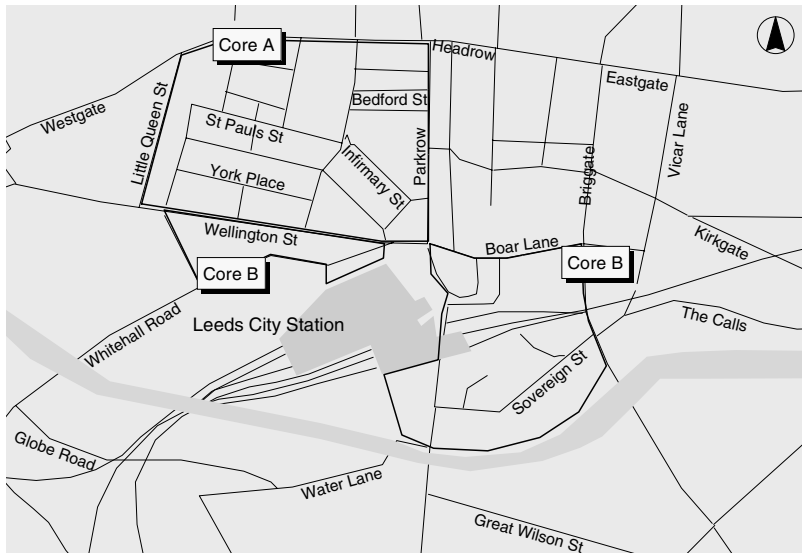 Core A
Headrow
Eastgate
Westgate
Little Queen St
Bedford St
St Pauls St
Parkrow
Infirmary St
York Place
Briggate
Vicar Lane
Wellington St
Boar Lane
Kirkgate
Core B
Core B
Whitehall Road
Leeds City Station
The Calls
Sovereign St
Globe Road
Water Lane
Great Wilson St